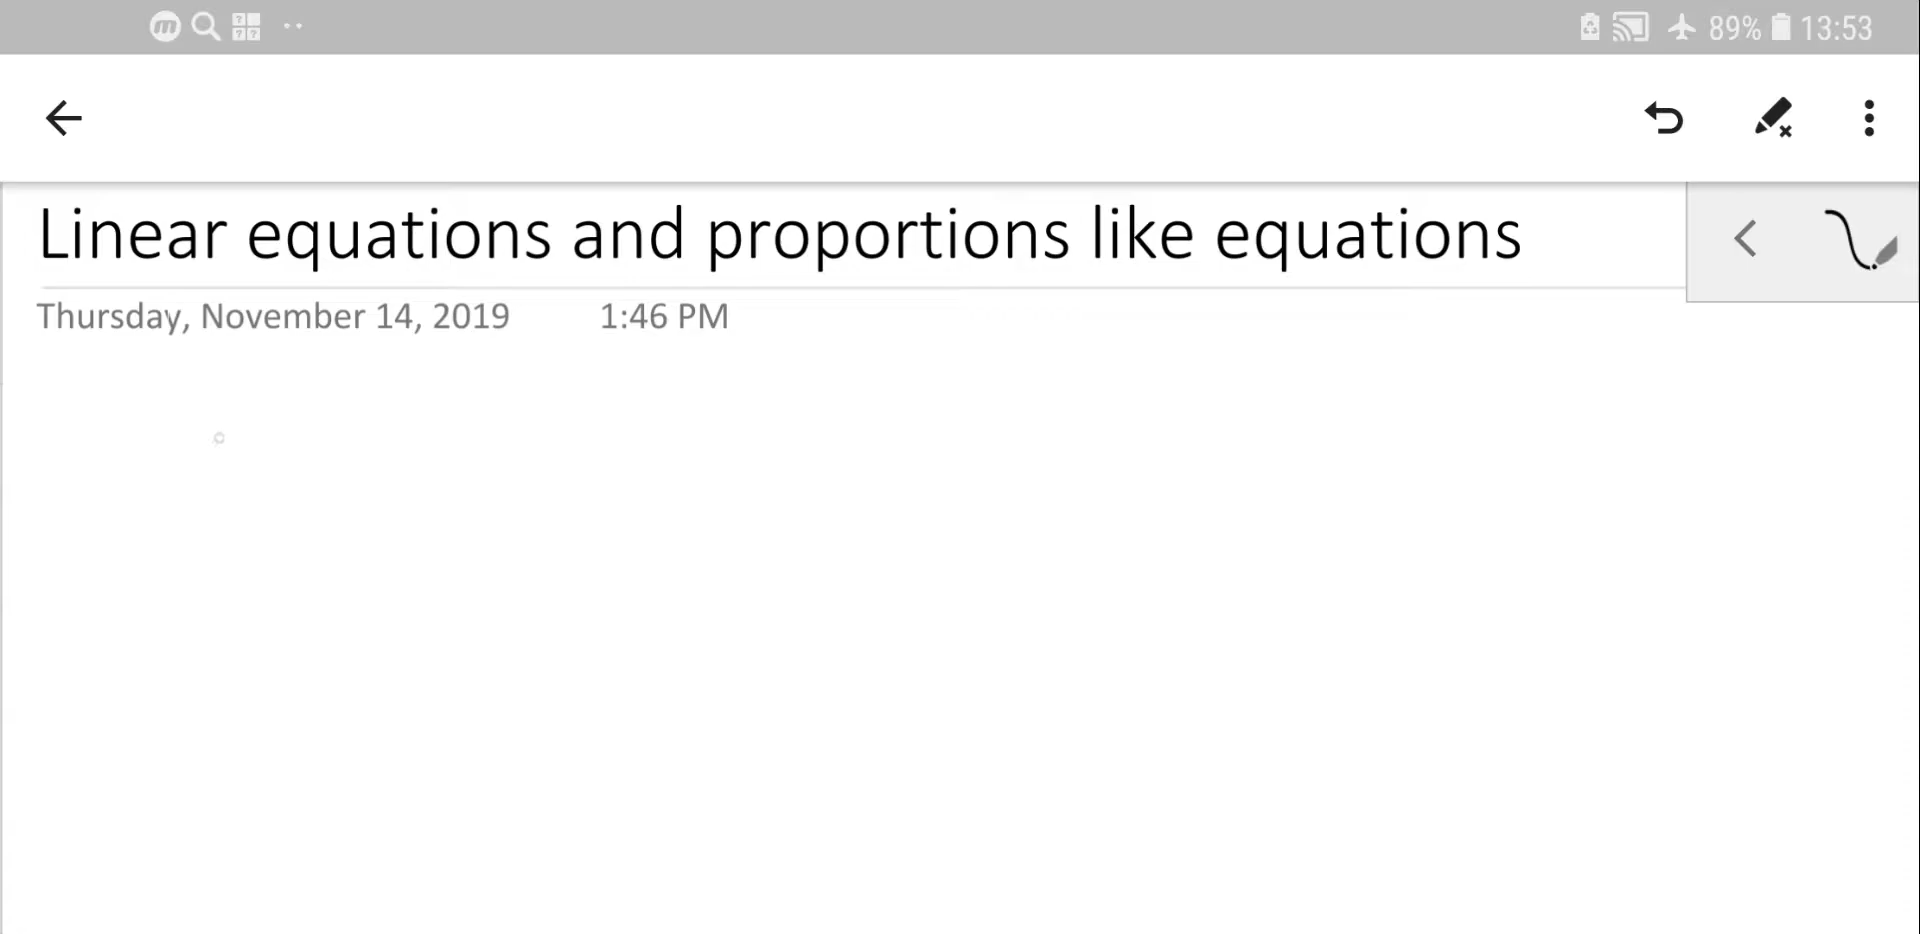 89% 13:53
Linear equations and proportions like equations
Thursday, November 14, 2019 1:46 PM